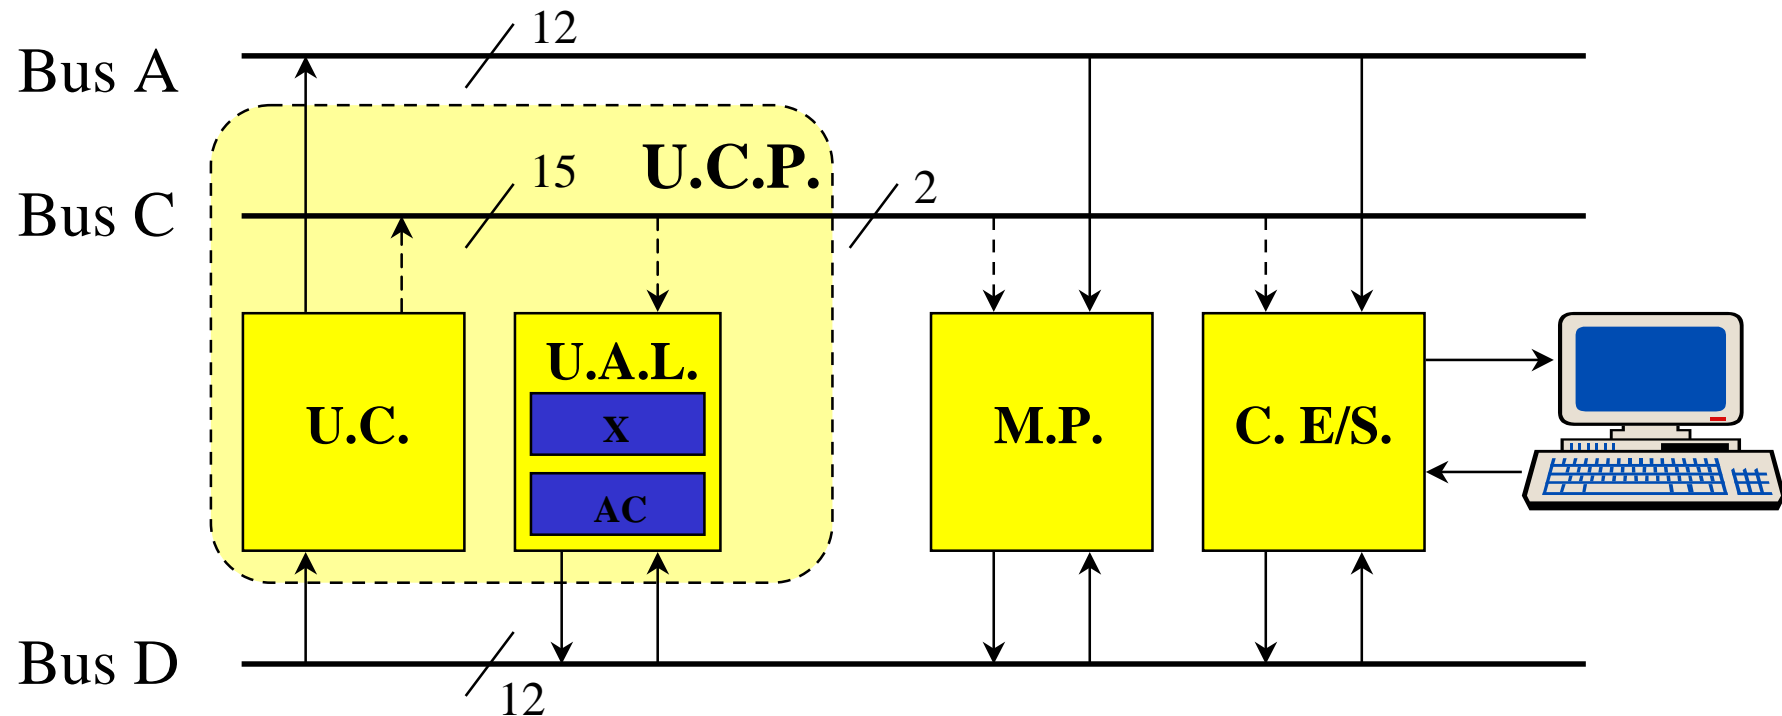 12
Bus A
U.C.P.
15
2
Bus C
U.C.
U.A.L.
X
AC
M.P.
C. E/S.
Bus D
12